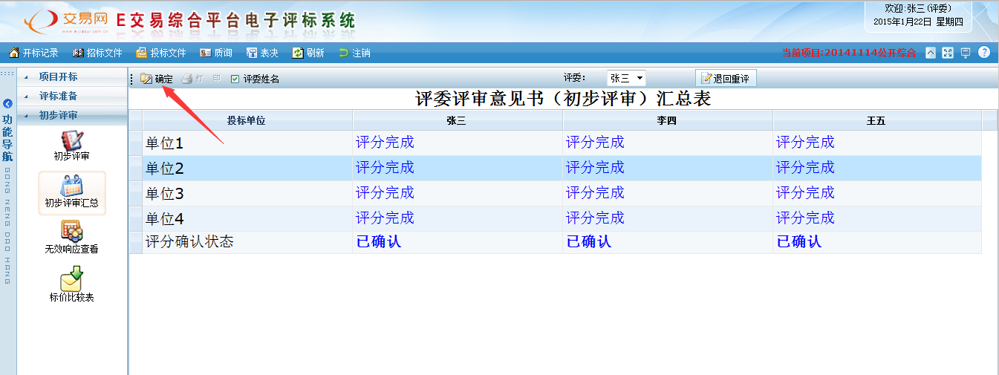 交易网
www.e-jiaoyi.com.cn
E交易综合平台电子评标系统
欢迎:张三(评委)
2015年1月22日 星期四
开标记录 招标文件 投标文件 质询 表决 刷新 注销
当前项目:20141114公开综合
功能导航
GONG NENG DAO HANG
项目开标
评标准备
初步评审
初步评审
初步评审汇总
无效响应查看
标价比较表
确定 打 印 评委姓名 评委: 张三 退回重评
评委评审意见书（初步评审）汇总表
投标单位 张三 李四 王五
单位1 评分完成 评分完成 评分完成
单位2 评分完成 评分完成 评分完成
单位3 评分完成 评分完成 评分完成
单位4 评分完成 评分完成 评分完成
评分确认状态 已确认 已确认 已确认